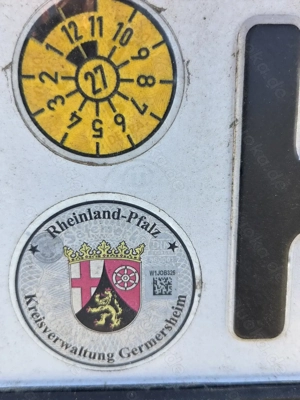 12 11 10 9 8 7 6 5 4 3 2 1
27
Rheinland-Pfalz
Kreisverwaltung Germersheim